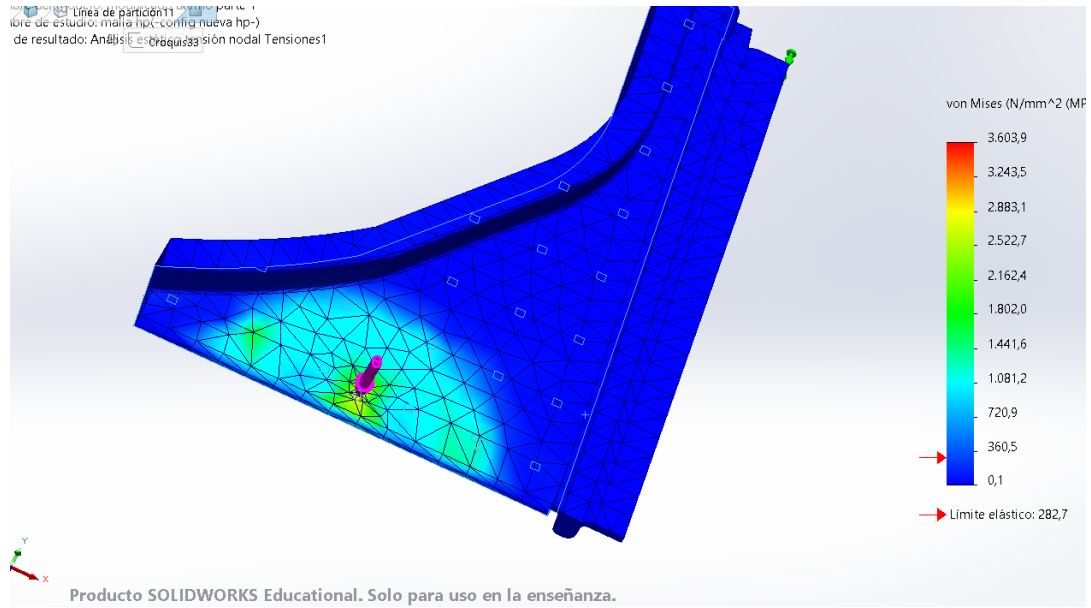 Línea de partición11
bre de estudio: malla hp(-config nueva hp-)
de resultado: Análisis estático tensión nodal Tensiones1
Croquis33
von Mises (N/mm^2 (MP
3.603,9
3.243,5
2.883,1
2.522,7
2.162,4
1.802,0
1.441,6
1.081,2
720,9
360,5
0,1
Límite elástico: 282,7
Y
X
Producto SOLIDWORKS Educational. Solo para uso en la enseñanza.